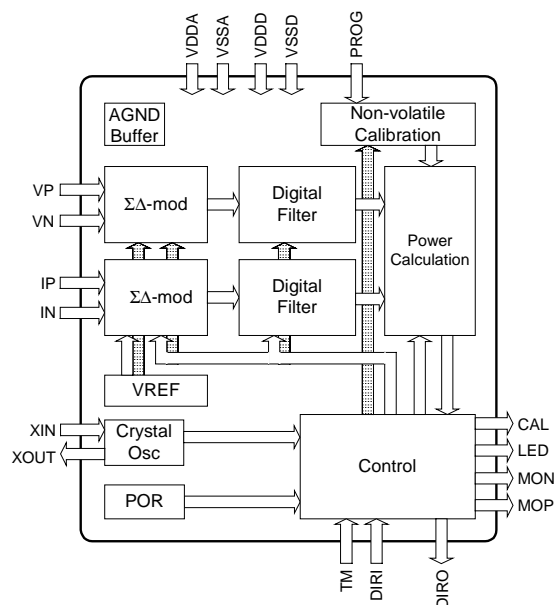 VDDA
VSSA
VDDD
VSSD
PROG
AGND
Buffer
Non-volatile
Calibration
VP
VN
ΣΔ-mod
Digital
Filter
Power
Calculation
IP
IN
ΣΔ-mod
Digital
Filter
VREF
XIN
XOUT
Crystal
Osc
POR
Control
CAL
LED
MON
MOP
TM
DIRI
DIRO